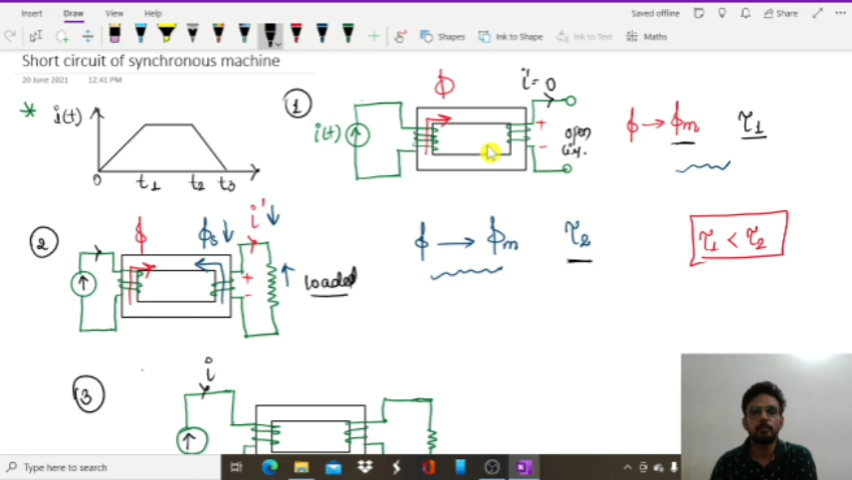 Insert Draw View Help
Saved offline
Share
Shapes
Ink to Shape
Ink to Text
Maths
Short circuit of synchronous machine
20 June 2021 12:41 PM
* i(t)
0 t1 t2 t3
1
i(t)
ϕ
i = 0
+
-
open
ϕ → ϕm τ1
2
ϕ
i'↓
+
-
↑
loaded
ϕ → ϕm τ2
τ1 < τ2
3
i
↑
Type here to search